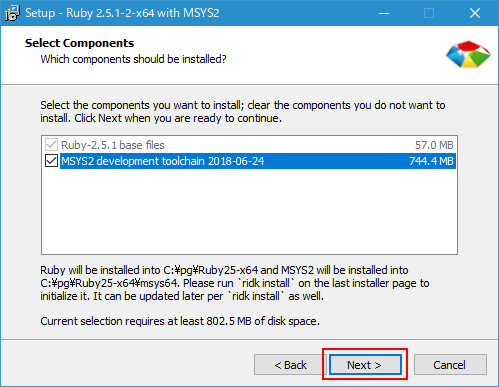 Setup - Ruby 2.5.1-2-x64 with MSYS2
Select Components
Which components should be installed?
Select the components you want to install; clear the components you do not want to
install. Click Next when you are ready to continue.
Ruby-2.5.1 base files 57.0 MB
MSYS2 development toolchain 2018-06-24 744.4 MB
Ruby will be installed into C:¥pg¥Ruby25-x64 and MSYS2 will be installed into
C:¥pg¥Ruby25-x64¥msys64. Please run `ridk install` on the last installer page to
initialize it. It can be updated later per `ridk install` as well.
Current selection requires at least 802.5 MB of disk space.
< Back Next > Cancel